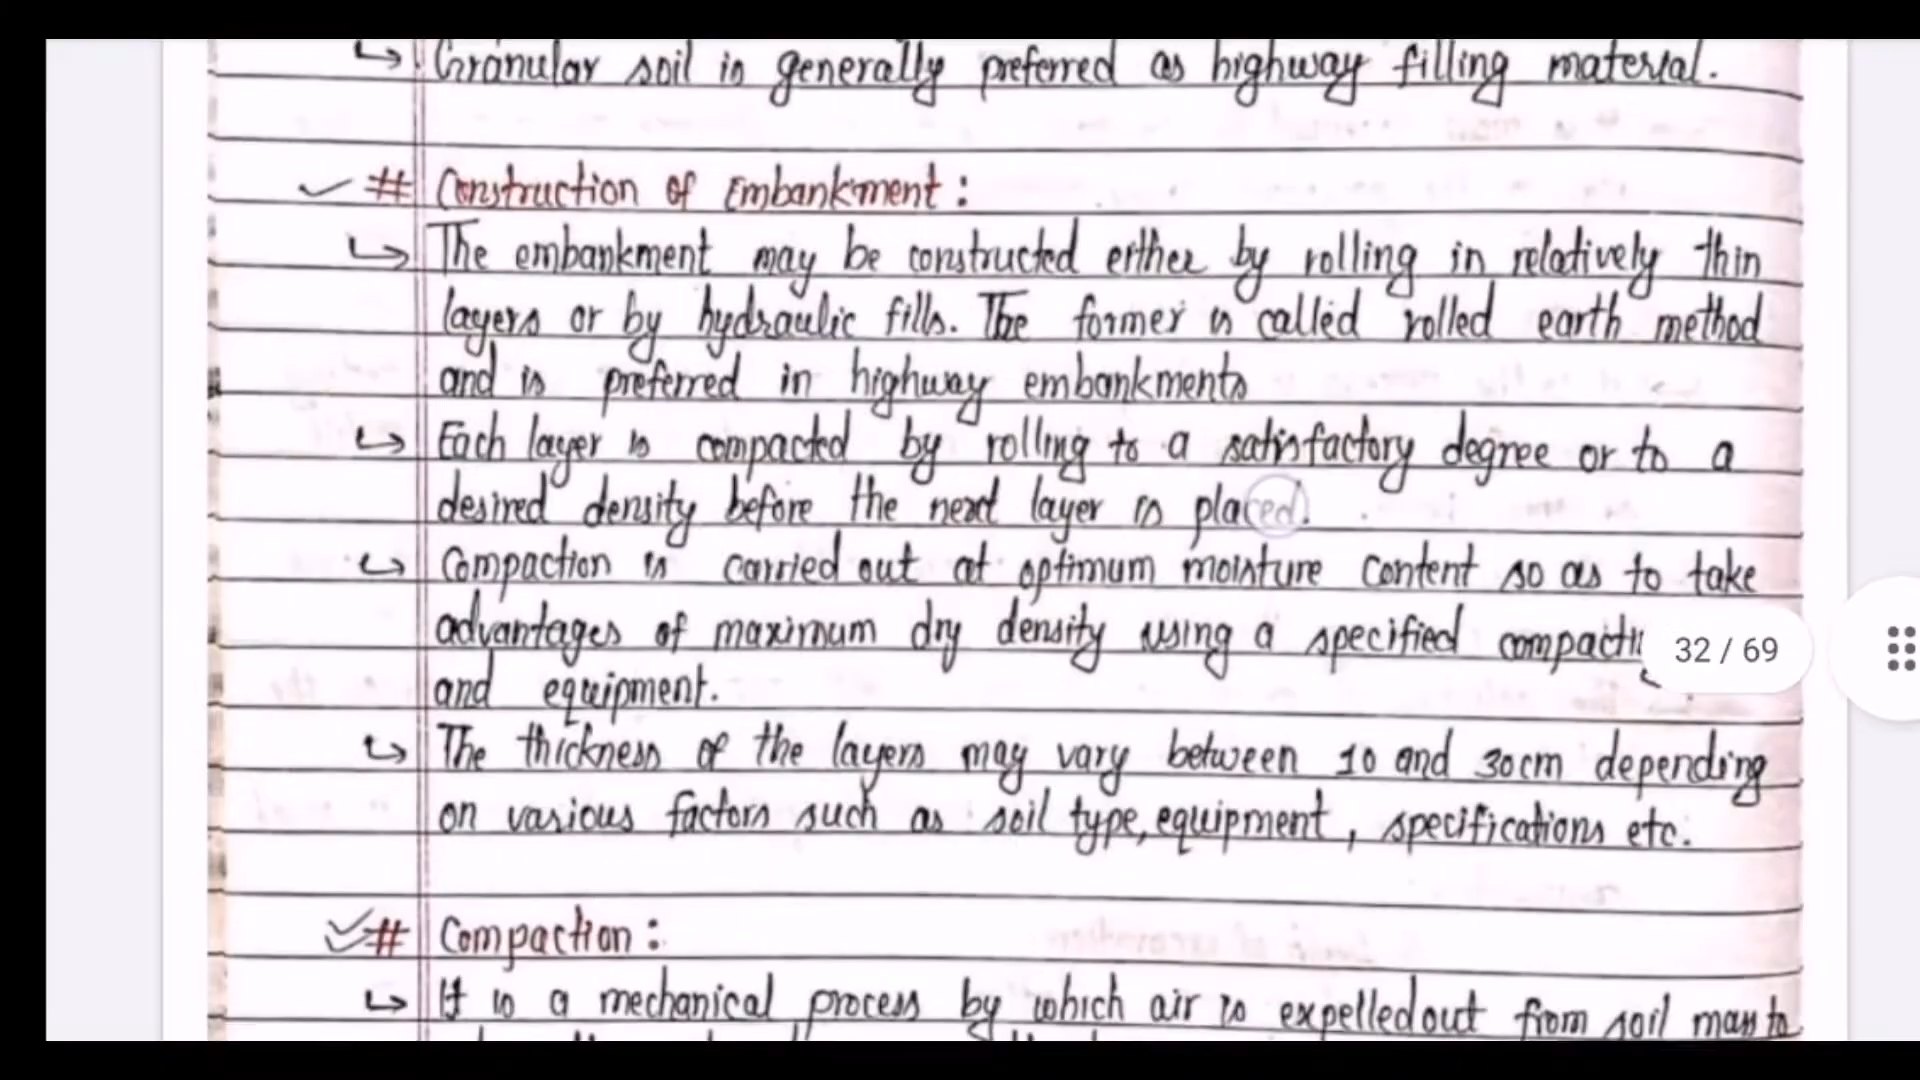 ↳ Granular soil is generally preferred as highway filling material.
✓ # Construction of Embankment :
↳ The embankment may be constructed either by rolling in relatively thin
layers or by hydraulic fills. The former is called rolled earth method
and is preferred in highway embankments
↳ Each layer is compacted by rolling to a satisfactory degree or to a
desired density before the next layer is placed.
↳ Compaction is carried out at optimum moisture content so as to take
advantages of maximum dry density using a specified
32 / 69
and equipment.
↳ The thickness of the layers may vary between 10 and 30cm depending
on various factors such as soil type, equipment, specifications etc.
✓ # Compaction :
↳ It is a mechanical process by which air is expelled out from soil mass to